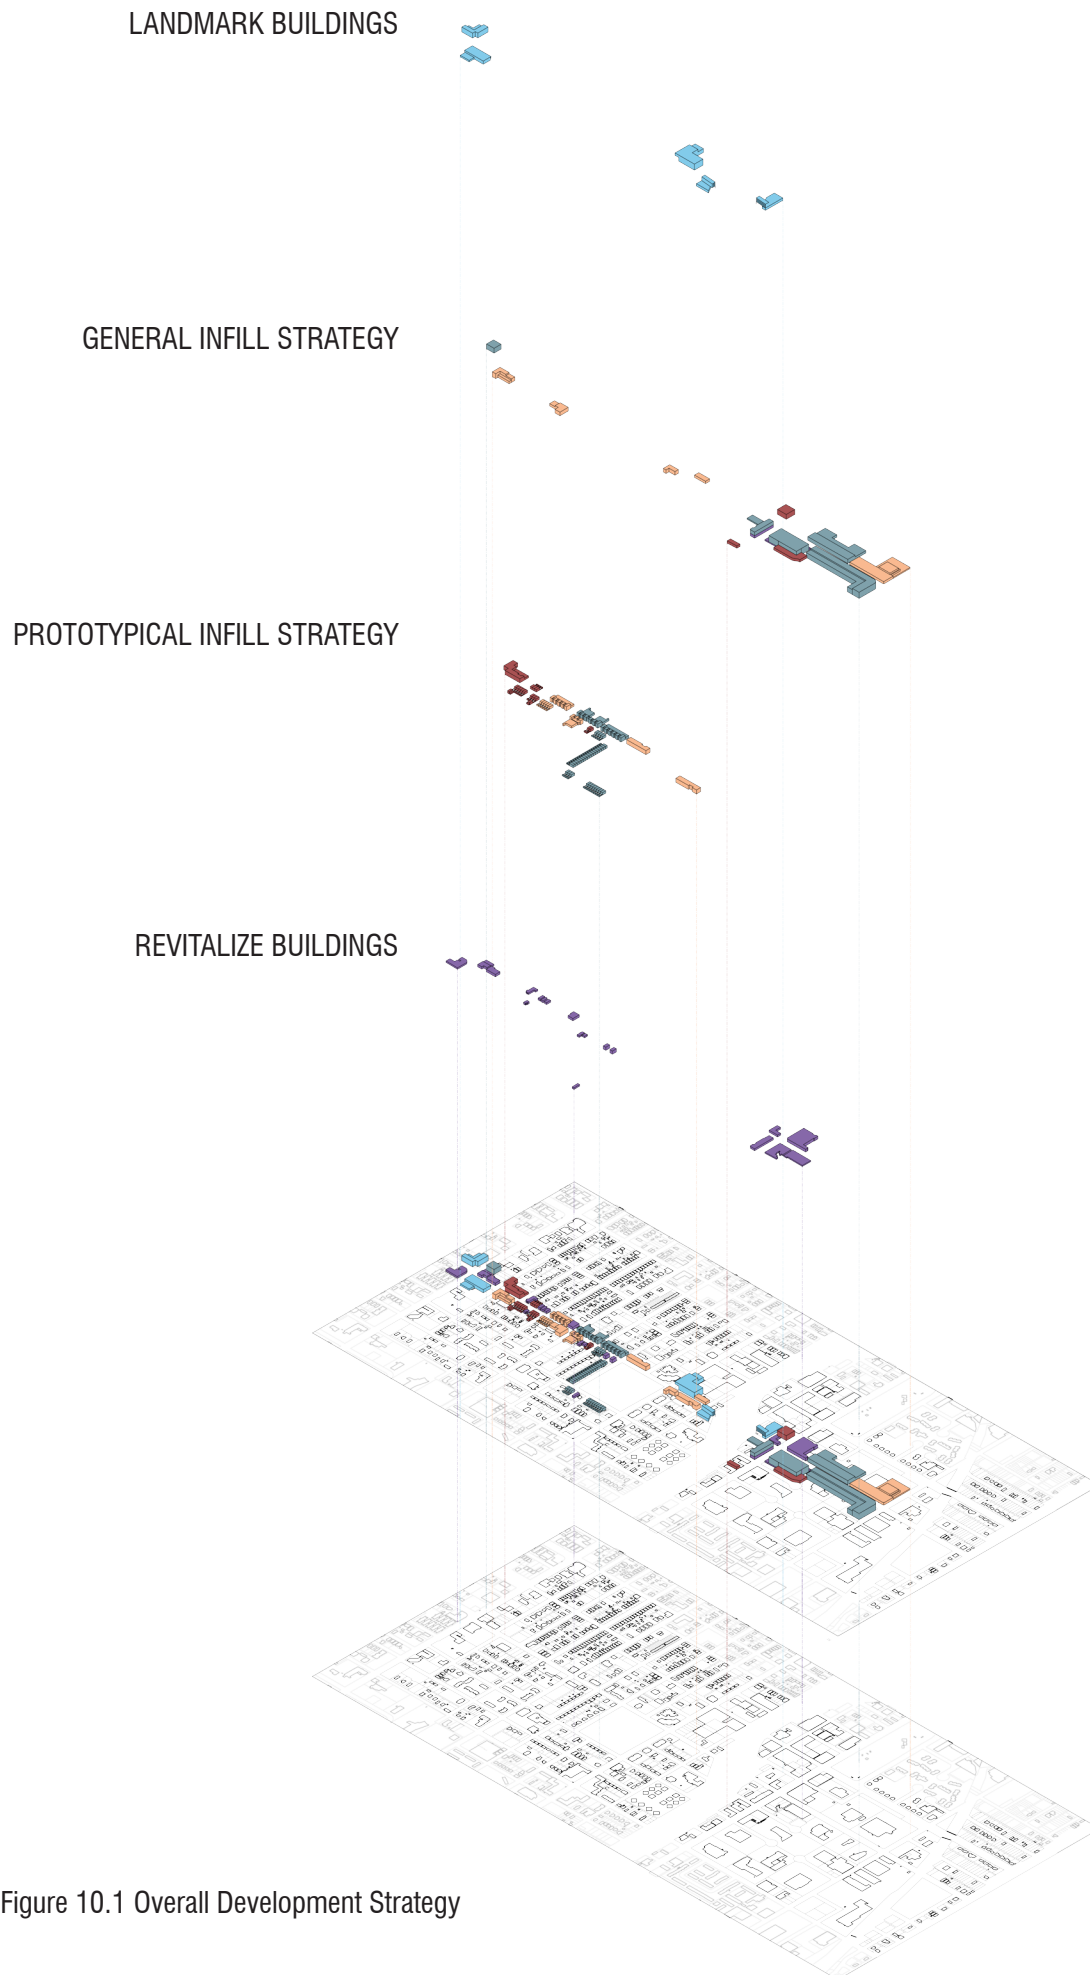 LANDMARK BUILDINGS
GENERAL INFILL STRATEGY
PROTOTYPICAL INFILL STRATEGY
REVITALIZE BUILDINGS
Figure 10.1 Overall Development Strategy